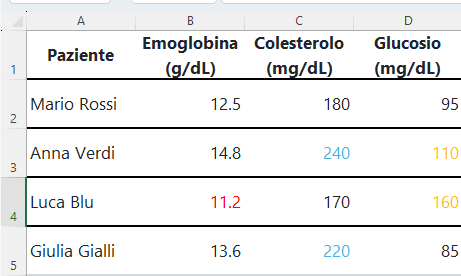 A B C D
1 Paziente Emoglobina (g/dL) Colesterolo (mg/dL) Glucosio (mg/dL)
2 Mario Rossi 12.5 180 95
3 Anna Verdi 14.8 240 110
4 Luca Blu 11.2 170 160
5 Giulia Gialli 13.6 220 85